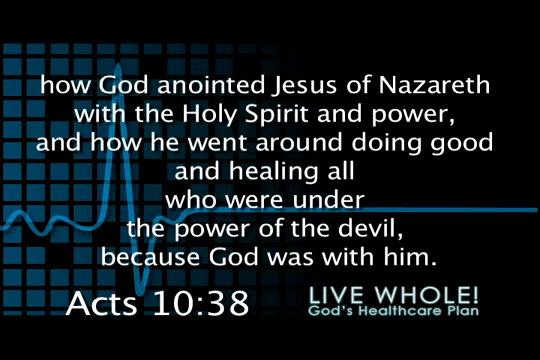 how God anointed Jesus of Nazareth
with the Holy Spirit and power,
and how he went around doing good
and healing all
who were under
the power of the devil,
because God was with him.
Acts 10:38
LIVE WHOLE!
God's Healthcare Plan